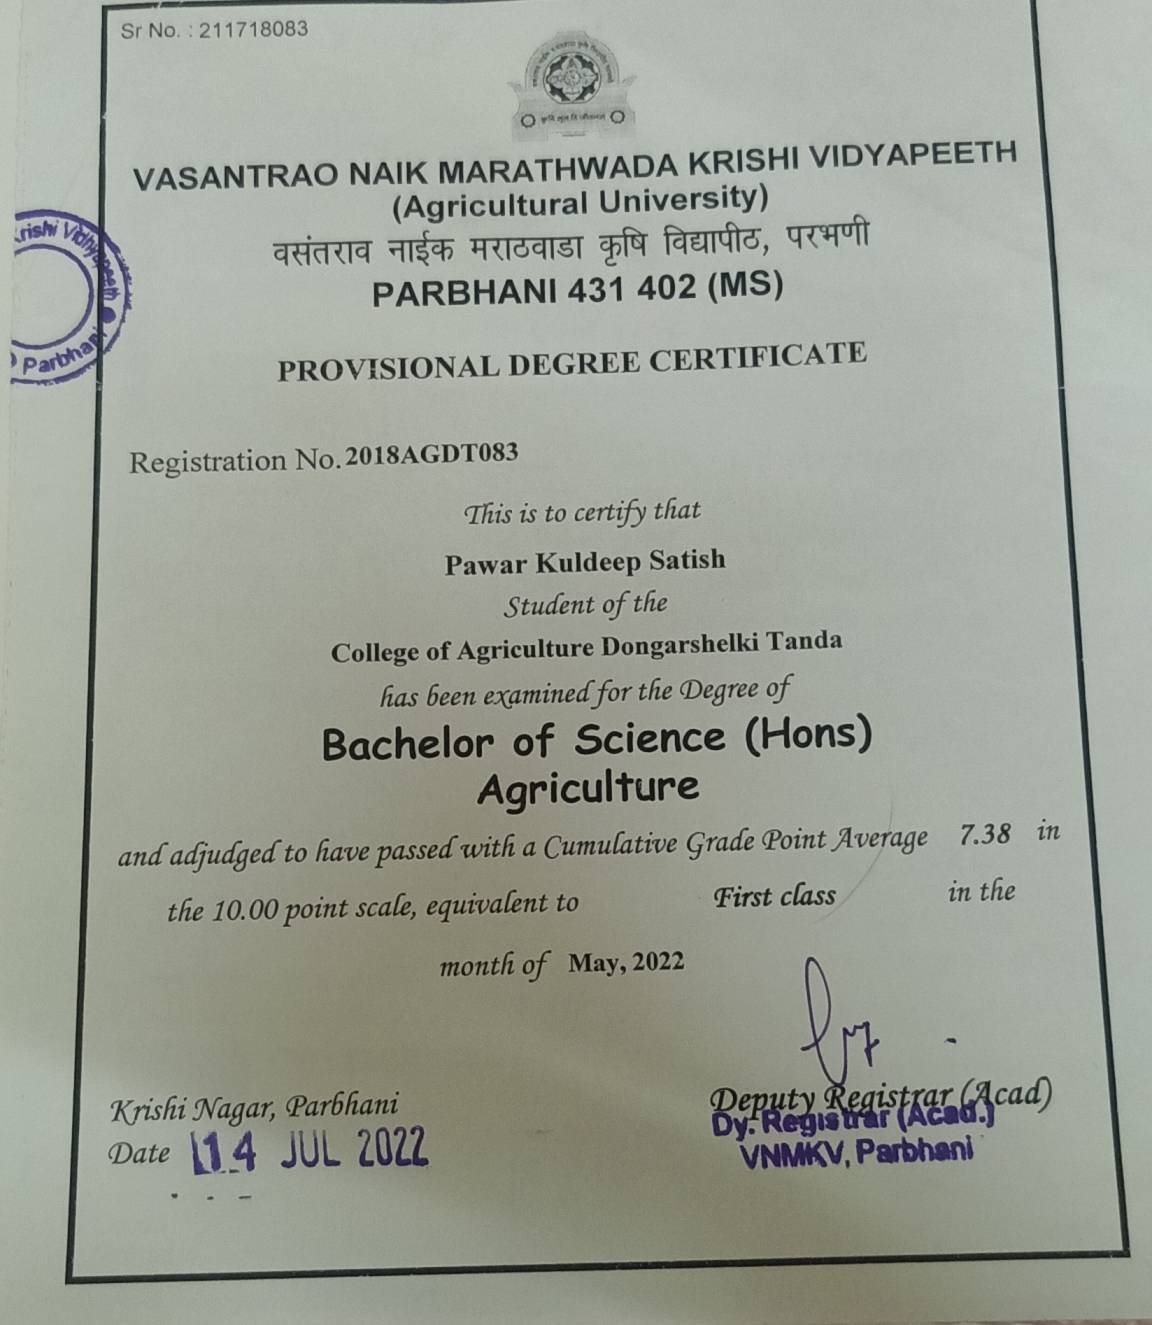 Sr No. : 211718083
VASANTRAO NAIK MARATHWADA KRISHI VIDYAPEETH
(Agricultural University)
वसंतराव नाईक मराठवाडा कृषि विद्यापीठ, परभणी
PARBHANI 431 402 (MS)
rishi Vidhyapeeth
Parbhani
PROVISIONAL DEGREE CERTIFICATE
Registration No. 2018AGDT083
This is to certify that
Pawar Kuldeep Satish
Student of the
College of Agriculture Dongarshelki Tanda
has been examined for the Degree of
Bachelor of Science (Hons)
Agriculture
and adjudged to have passed with a Cumulative Grade Point Average 7.38 in
the 10.00 point scale, equivalent to First class in the
month of May, 2022
Krishi Nagar, Parbhani
Date 14 JUL 2022
Deputy Registrar (Acad)
Dy. Registrar (Acad.)
VNMKV, Parbhani